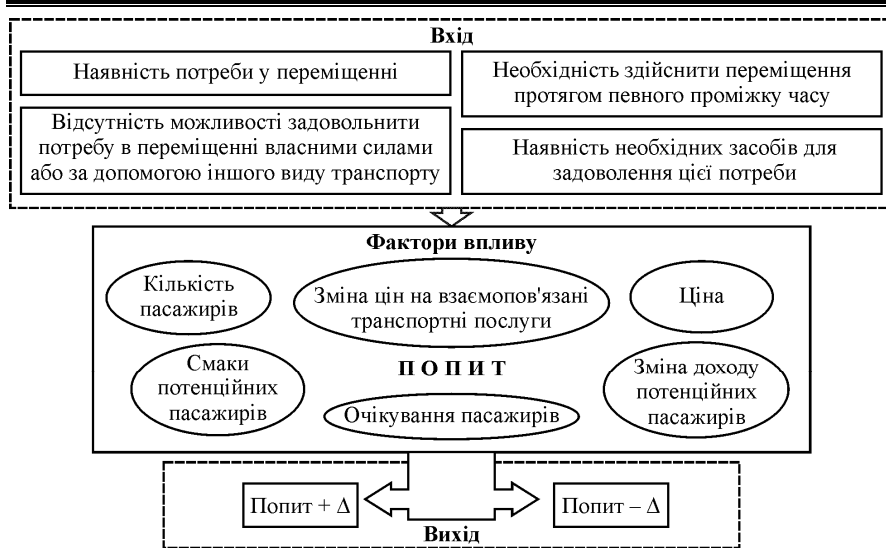 Вхід
Наявність потреби у переміщенні
Необхідність здійснити переміщення
протягом певного проміжку часу
Відсутність можливості задовольнити
потребу в переміщенні власними силами
або за допомогою іншого виду транспорту
Наявність необхідних засобів для
задоволення цієї потреби
Фактори впливу
Кількість
пасажирів
Зміна цін на взаємопов'язані
транспортні послуги
Ціна
Смаки
потенційних
пасажирів
П О П И Т
Очікування пасажирів
Зміна доходу
потенційних
пасажирів
Попит + Δ
Попит – Δ
Вихід